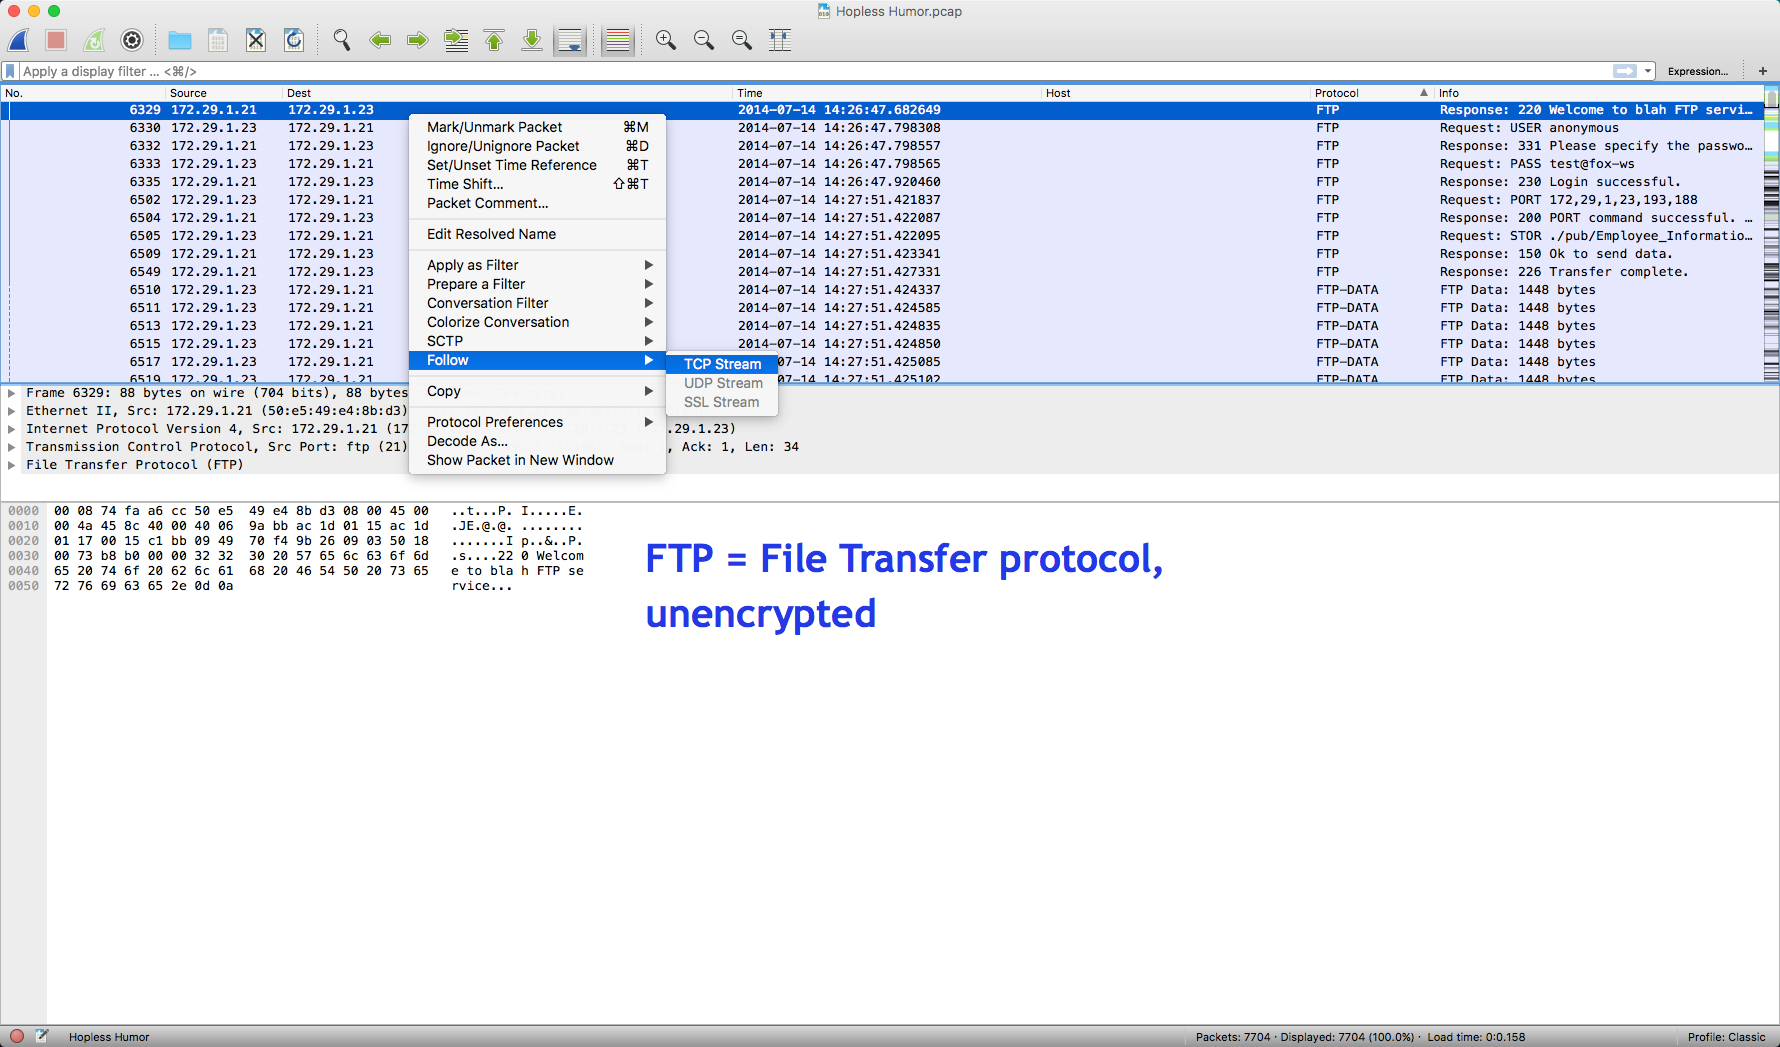 Hopless Humor.pcap
Apply a display filter ... <⌘/>
Expression...
+
No. Source Dest Time Host Protocol Info
6329 172.29.1.21 172.29.1.23 2014-07-14 14:26:47.682649 FTP Response: 220 Welcome to blah FTP servi…
6330 172.29.1.23 172.29.1.21 2014-07-14 14:26:47.798308 FTP Request: USER anonymous
6332 172.29.1.21 172.29.1.23 2014-07-14 14:26:47.798557 FTP Response: 331 Please specify the passwo…
6333 172.29.1.23 172.29.1.21 2014-07-14 14:26:47.798565 FTP Request: PASS test@fox-ws
6335 172.29.1.21 172.29.1.23 2014-07-14 14:26:47.920460 FTP Response: 230 Login successful.
6502 172.29.1.23 172.29.1.21 2014-07-14 14:27:51.421837 FTP Request: PORT 172,29,1,23,193,188
6504 172.29.1.21 172.29.1.23 2014-07-14 14:27:51.422087 FTP Response: 200 PORT command successful. …
6505 172.29.1.23 172.29.1.21 2014-07-14 14:27:51.422095 FTP Request: STOR ./pub/Employee_Informatio…
6509 172.29.1.21 172.29.1.23 2014-07-14 14:27:51.423341 FTP Response: 150 Ok to send data.
6549 172.29.1.21 172.29.1.23 2014-07-14 14:27:51.427331 FTP Response: 226 Transfer complete.
6510 172.29.1.23 172.29.1.21 2014-07-14 14:27:51.424337 FTP-DATA FTP Data: 1448 bytes
6511 172.29.1.23 172.29.1.21 2014-07-14 14:27:51.424585 FTP-DATA FTP Data: 1448 bytes
6513 172.29.1.23 172.29.1.21 2014-07-14 14:27:51.424835 FTP-DATA FTP Data: 1448 bytes
6515 172.29.1.23 172.29.1.21 2014-07-14 14:27:51.424850 FTP-DATA FTP Data: 1448 bytes
6517 172.29.1.23 172.29.1.21 7-14 14:27:51.425085 FTP-DATA FTP Data: 1448 bytes
6519 172.29.1.23 172.29.1.21 7-14 14:27:51.425102 FTP-DATA FTP Data: 1448 bytes
Mark/Unmark Packet ⌘M
Ignore/Unignore Packet ⌘D
Set/Unset Time Reference ⌘T
Time Shift... ⇧⌘T
Packet Comment...
Edit Resolved Name
Apply as Filter
Prepare a Filter
Conversation Filter
Colorize Conversation
SCTP
Follow
Copy
Protocol Preferences
Decode As...
Show Packet in New Window
TCP Stream
UDP Stream
SSL Stream
Frame 6329: 88 bytes on wire (704 bits), 88 bytes
Ethernet II, Src: 172.29.1.21 (50:e5:49:e4:8b:d3)
Internet Protocol Version 4, Src: 172.29.1.21 (17 .29.1.23)
Transmission Control Protocol, Src Port: ftp (21) , Ack: 1, Len: 34
File Transfer Protocol (FTP)
0000 00 08 74 fa a6 cc 50 e5 49 e4 8b d3 08 00 45 00 ..t...P. I.....E.
0010 00 4a 45 8c 40 00 40 06 9a bb ac 1d 01 15 ac 1d .JE.@.@. ........
0020 01 17 00 15 c1 bb 09 49 70 f4 9b 26 09 03 50 18 .......I p..&..P.
0030 00 73 b8 b0 00 00 32 32 30 20 57 65 6c 63 6f 6d .s....22 0 Welcom
0040 65 20 74 6f 20 62 6c 61 68 20 46 54 50 20 73 65 e to bla h FTP se
0050 72 76 69 63 65 2e 0d 0a rvice...
FTP = File Transfer protocol,
unencrypted
Hopless Humor
Packets: 7704 · Displayed: 7704 (100.0%) · Load time: 0:0.158
Profile: Classic